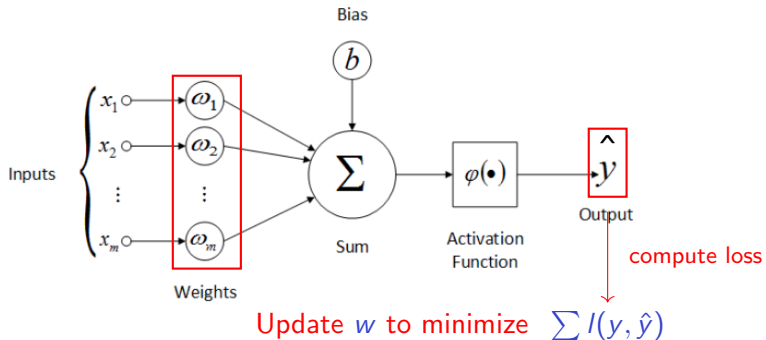 Bias
b
Inputs
x₁
x₂
⋮
xₘ
ω₁
ω₂
⋮
ωₘ
Weights
Σ
Sum
φ(•)
Activation
Function
ŷ
Output
compute loss
Update w to minimize ∑ l(y, ŷ)